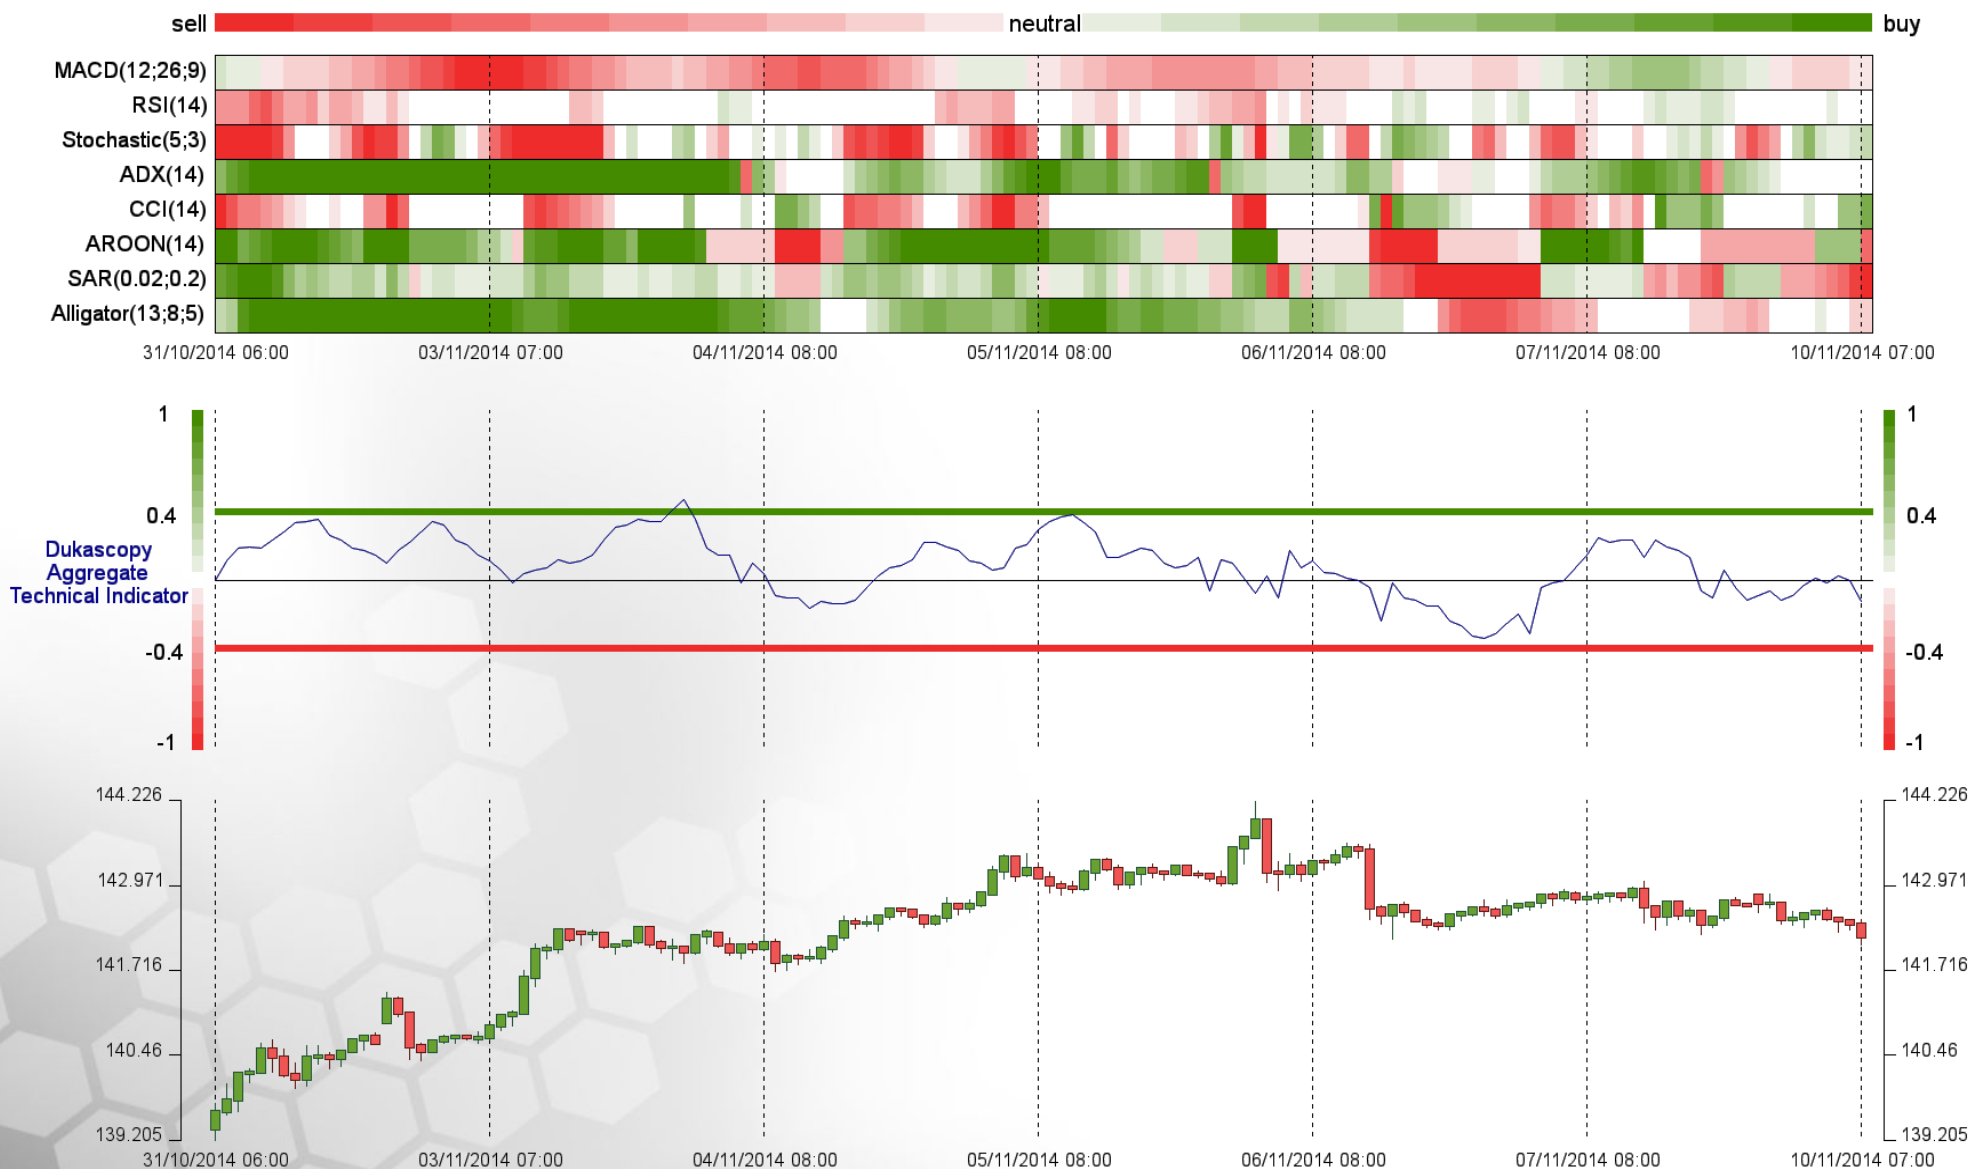 sell neutral buy
MACD(12;26;9)
RSI(14)
Stochastic(5;3)
ADX(14)
CCI(14)
AROON(14)
SAR(0.02;0.2)
Alligator(13;8;5)
31/10/2014 06:00 03/11/2014 07:00 04/11/2014 08:00 05/11/2014 08:00 06/11/2014 08:00 07/11/2014 08:00 10/11/2014 07:00
1 1
0.4 0.4
Dukascopy
Aggregate
Technical Indicator
-0.4 -0.4
-1 -1
144.226 144.226
142.971 142.971
141.716 141.716
140.46 140.46
139.205 139.205
31/10/2014 06:00 03/11/2014 07:00 04/11/2014 08:00 05/11/2014 08:00 06/11/2014 08:00 07/11/2014 08:00 10/11/2014 07:00